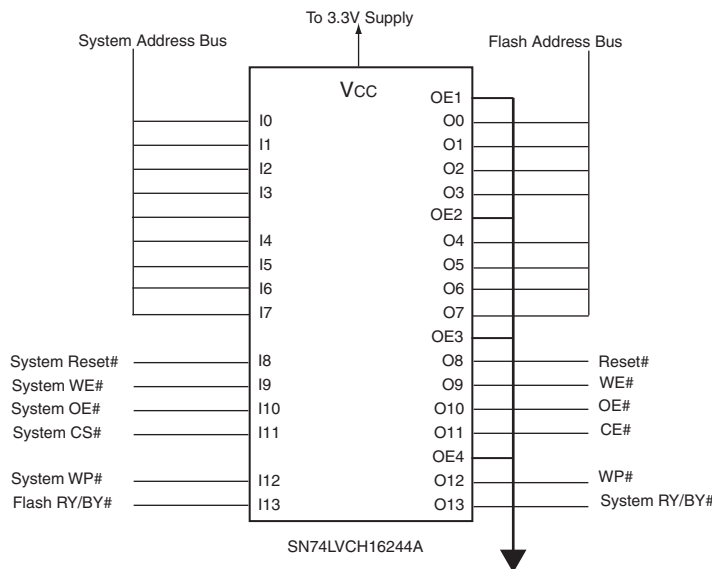 To 3.3V Supply
System Address Bus
Flash Address Bus
VCC
OE1
I0 O0
I1 O1
I2 O2
I3 O3
OE2
I4 O4
I5 O5
I6 O6
I7 O7
OE3
System Reset# I8 O8 Reset#
System WE# I9 O9 WE#
System OE# I10 O10 OE#
System CS# I11 O11 CE#
OE4
System WP# I12 O12 WP#
Flash RY/BY# I13 O13 System RY/BY#
SN74LVCH16244A